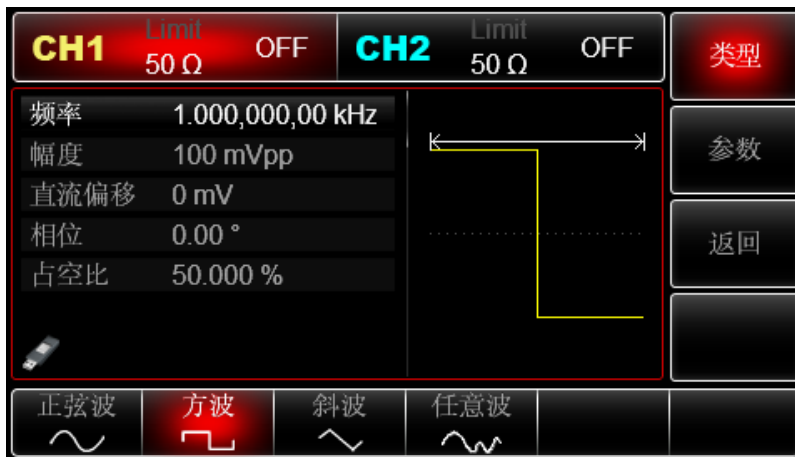 CH1 Limit 50 Ω OFF
CH2 Limit 50 Ω OFF
类型
频率 1.000,000,00 kHz
幅度 100 mVpp
直流偏移 0 mV
相位 0.00 °
占空比 50.000 %
参数
返回
正弦波 方波 斜波 任意波